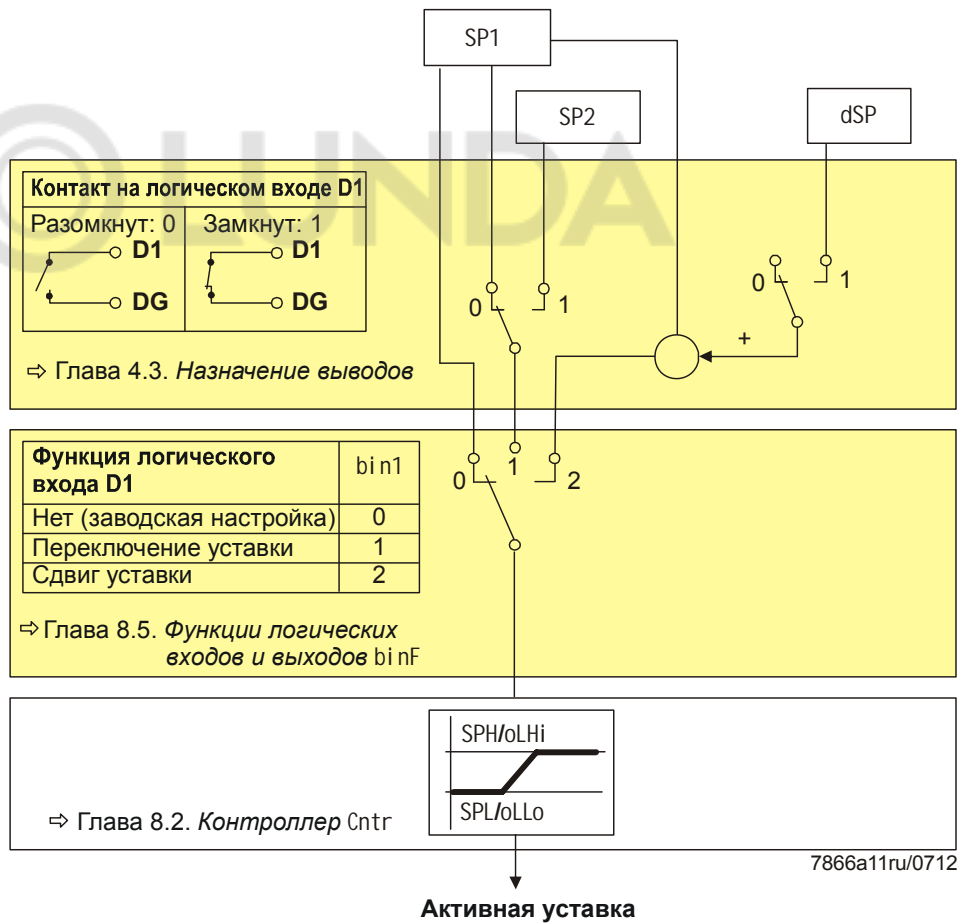 SP1
SP2
dSP
LUNDA
Контакт на логическом входе D1
Разомкнут: 0
Замкнут: 1
D1
D1
DG
DG
0
1
0
1
+
⇨ Глава 4.3. Назначение выводов
Функция логического входа D1
bin1
Нет (заводская настройка)
0
Переключение уставки
1
Сдвиг уставки
2
0
1
2
⇨ Глава 8.5. Функции логических
входов и выходов binF
SPH/oLHi
SPL/oLLo
⇨ Глава 8.2. Контроллер Cntr
7866a11ru/0712
Активная уставка